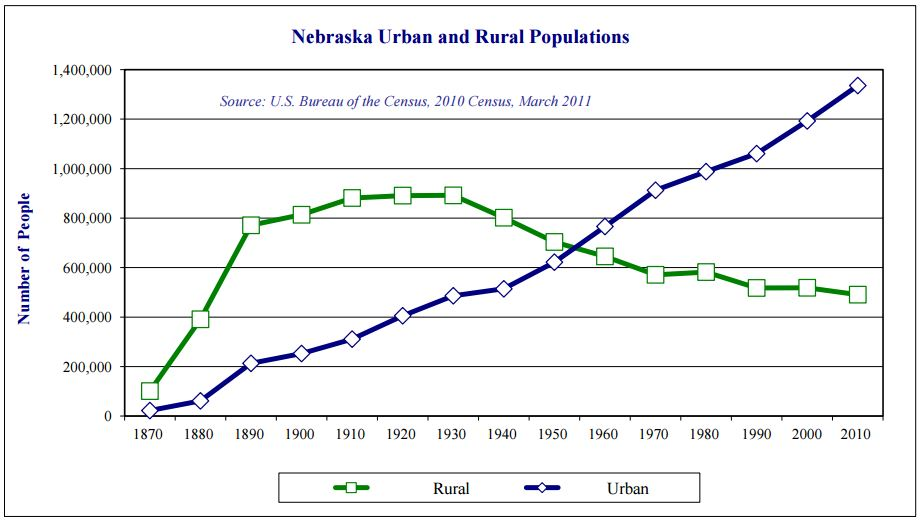 Nebraska Urban and Rural Populations
Source: U.S. Bureau of the Census, 2010 Census, March 2011
Number of People
1,400,000
1,200,000
1,000,000
800,000
600,000
400,000
200,000
0
1870 1880 1890 1900 1910 1920 1930 1940 1950 1960 1970 1980 1990 2000 2010
Rural Urban